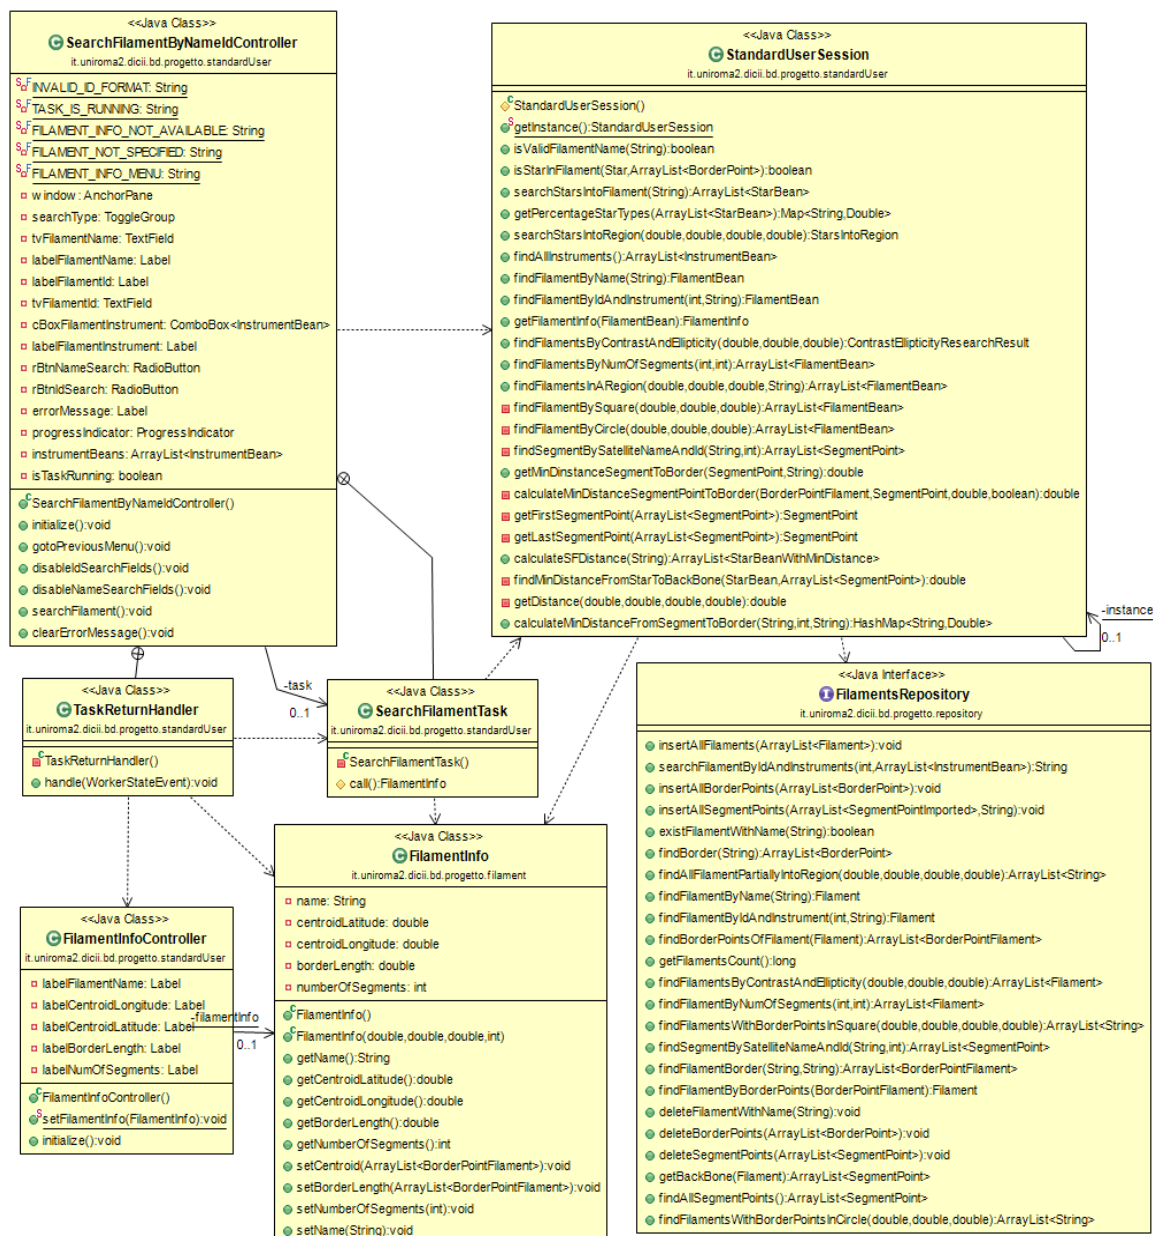 <<Java Class>>
SearchFilamentByNameIdController
it.uniroma2.dicii.bd.progetto.standardUser
INVALID_ID_FORMAT: String
TASK_IS_RUNNING: String
FILAMENT_INFO_NOT_AVAILABLE: String
FILAMENT_NOT_SPECIFIED: String
FILAMENT_INFO_MENU: String
window: AnchorPane
searchType: ToggleGroup
tvFilamentName: TextField
labelFilamentName: Label
labelFilamentId: Label
tvFilamentId: TextField
cBoxFilamentInstrument: ComboBox<InstrumentBean>
labelFilamentInstrument: Label
rBtnNameSearch: RadioButton
rBtnIdSearch: RadioButton
errorMessage: Label
progressIndicator: ProgressIndicator
instrumentBeans: ArrayList<InstrumentBean>
isTaskRunning: boolean
SearchFilamentByNameIdController()
initialize():void
gotoPreviousMenu():void
disableIdSearchFields():void
disableNameSearchFields():void
searchFilament():void
clearErrorMessage():void
<<Java Class>>
StandardUserSession
it.uniroma2.dicii.bd.progetto.standardUser
StandardUserSession()
getInstance():StandardUserSession
isValidFilamentName(String):boolean
isStarInFilament(Star,ArrayList<BorderPoint>):boolean
searchStarsIntoFilament(String):ArrayList<StarBean>
getPercentageStarTypes(ArrayList<StarBean>):Map<String,Double>
searchStarsIntoRegion(double,double,double,double):StarsIntoRegion
findAllInstruments():ArrayList<InstrumentBean>
findFilamentByName(String):FilamentBean
findFilamentByIdAndInstrument(int,String):FilamentBean
getFilamentInfo(FilamentBean):FilamentInfo
findFilamentsByContrastAndEllipticity(double,double,double):ContrastEllipticityResearchResult
findFilamentsByNumOfSegments(int,int):ArrayList<FilamentBean>
findFilamentsInARegion(double,double,double,String):ArrayList<FilamentBean>
findFilamentBySquare(double,double,double):ArrayList<FilamentBean>
findFilamentByCircle(double,double,double):ArrayList<FilamentBean>
findSegmentBySatelliteNameAndId(String,int):ArrayList<SegmentPoint>
getMinDinstanceSegmentToBorder(SegmentPoint,String):double
calculateMinDistanceSegmentPointToBorder(BorderPointFilament,SegmentPoint,double,boolean):double
getFirstSegmentPoint(ArrayList<SegmentPoint>):SegmentPoint
getLastSegmentPoint(ArrayList<SegmentPoint>):SegmentPoint
calculateSFDistance(String):ArrayList<StarBeanWithMinDistance>
findMinDistanceFromStarToBackBone(StarBean,ArrayList<SegmentPoint>):double
getDistance(double,double,double,double):double
calculateMinDistanceFromSegmentToBorder(String,int,String):HashMap<String,Double>
-instance
0..1
-task
0..1
<<Java Class>>
TaskReturnHandler
it.uniroma2.dicii.bd.progetto.standardUser
TaskReturnHandler()
handle(WorkerStateEvent):void
<<Java Class>>
SearchFilamentTask
it.uniroma2.dicii.bd.progetto.standardUser
SearchFilamentTask()
call():FilamentInfo
<<Java Interface>>
FilamentsRepository
it.uniroma2.dicii.bd.progetto.repository
insertAllFilaments(ArrayList<Filament>):void
searchFilamentByIdAndInstruments(int,ArrayList<InstrumentBean>):String
insertAllBorderPoints(ArrayList<BorderPoint>):void
insertAllSegmentPoints(ArrayList<SegmentPointImported>,String):void
existFilamentWithName(String):boolean
findBorder(String):ArrayList<BorderPoint>
findAllFilamentPartiallyIntoRegion(double,double,double,double):ArrayList<String>
findFilamentByName(String):Filament
findFilamentByIdAndInstrument(int,String):Filament
findBorderPointsOfFilament(Filament):ArrayList<BorderPointFilament>
getFilamentsCount():long
findFilamentsByContrastAndEllipticity(double,double,double):ArrayList<Filament>
findFilamentByNumOfSegments(int,int):ArrayList<Filament>
findFilamentsWithBorderPointsInSquare(double,double,double,double):ArrayList<String>
findSegmentBySatelliteNameAndId(String,int):ArrayList<SegmentPoint>
findFilamentBorder(String,String):ArrayList<BorderPointFilament>
findFilamentByBorderPoints(BorderPointFilament):Filament
deleteFilamentWithName(String):void
deleteBorderPoints(ArrayList<BorderPoint>):void
deleteSegmentPoints(ArrayList<SegmentPoint>):void
getBackBone(Filament):ArrayList<SegmentPoint>
findAllSegmentPoints():ArrayList<SegmentPoint>
findFilamentsWithBorderPointsInCircle(double,double,double):ArrayList<String>
<<Java Class>>
FilamentInfo
it.uniroma2.dicii.bd.progetto.filament
name: String
centroidLatitude: double
centroidLongitude: double
borderLength: double
numberOfSegments: int
FilamentInfo()
FilamentInfo(double,double,double,int)
getName():String
getCentroidLatitude():double
getCentroidLongitude():double
getBorderLength():double
getNumberOfSegments():int
setCentroid(ArrayList<BorderPointFilament>):void
setBorderLength(ArrayList<BorderPointFilament>):void
setNumberOfSegments(int):void
setName(String):void
<<Java Class>>
FilamentInfoController
it.uniroma2.dicii.bd.progetto.standardUser
labelFilamentName: Label
labelCentroidLongitude: Label
labelCentroidLatitude: Label
labelBorderLength: Label
labelNumOfSegments: Label
FilamentInfoController()
setFilamentInfo(FilamentInfo):void
initialize():void
-filamentInfo
0..1